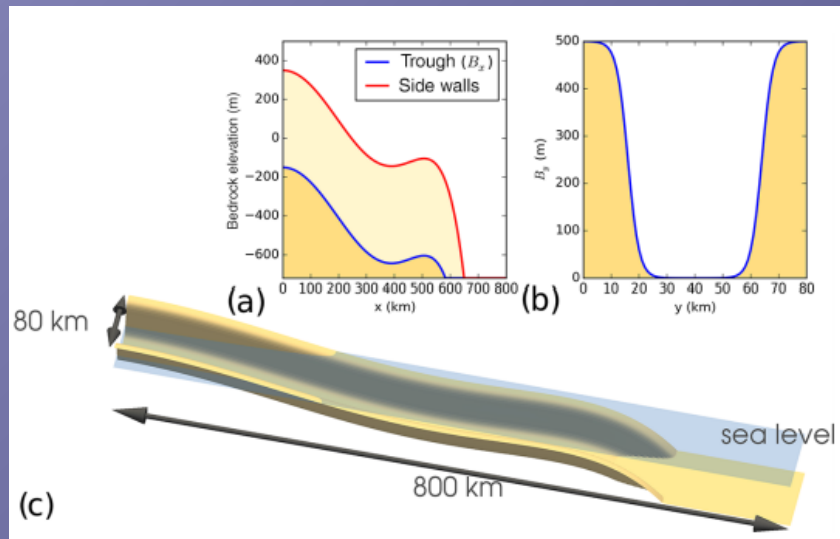 400
200
0
−200
−400
−600
Bedrock elevation (m)
Trough (Bₓ)
Side walls
(a)
0 100 200 300 400 500 600 700 800
x (km)
500
400
300
200
100
0
B_y (m)
(b)
0 10 20 30 40 50 60 70 80
y (km)
80 km
sea level
800 km
(c)